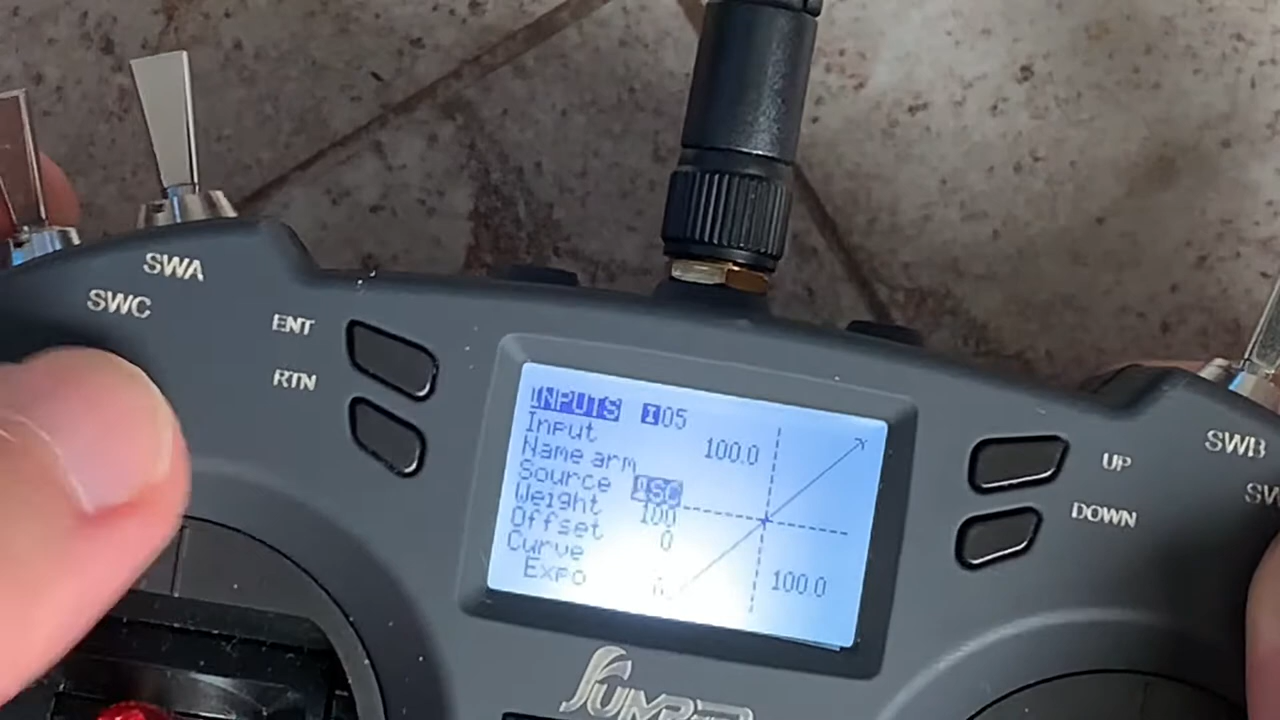 SWA
SWC
ENT
RTN
INPUTS I05
Input
Name arm
Source
Weight 100
Offset 0
Curve
Expo
100.0
100.0
UP
DOWN
SWB
JUMPER